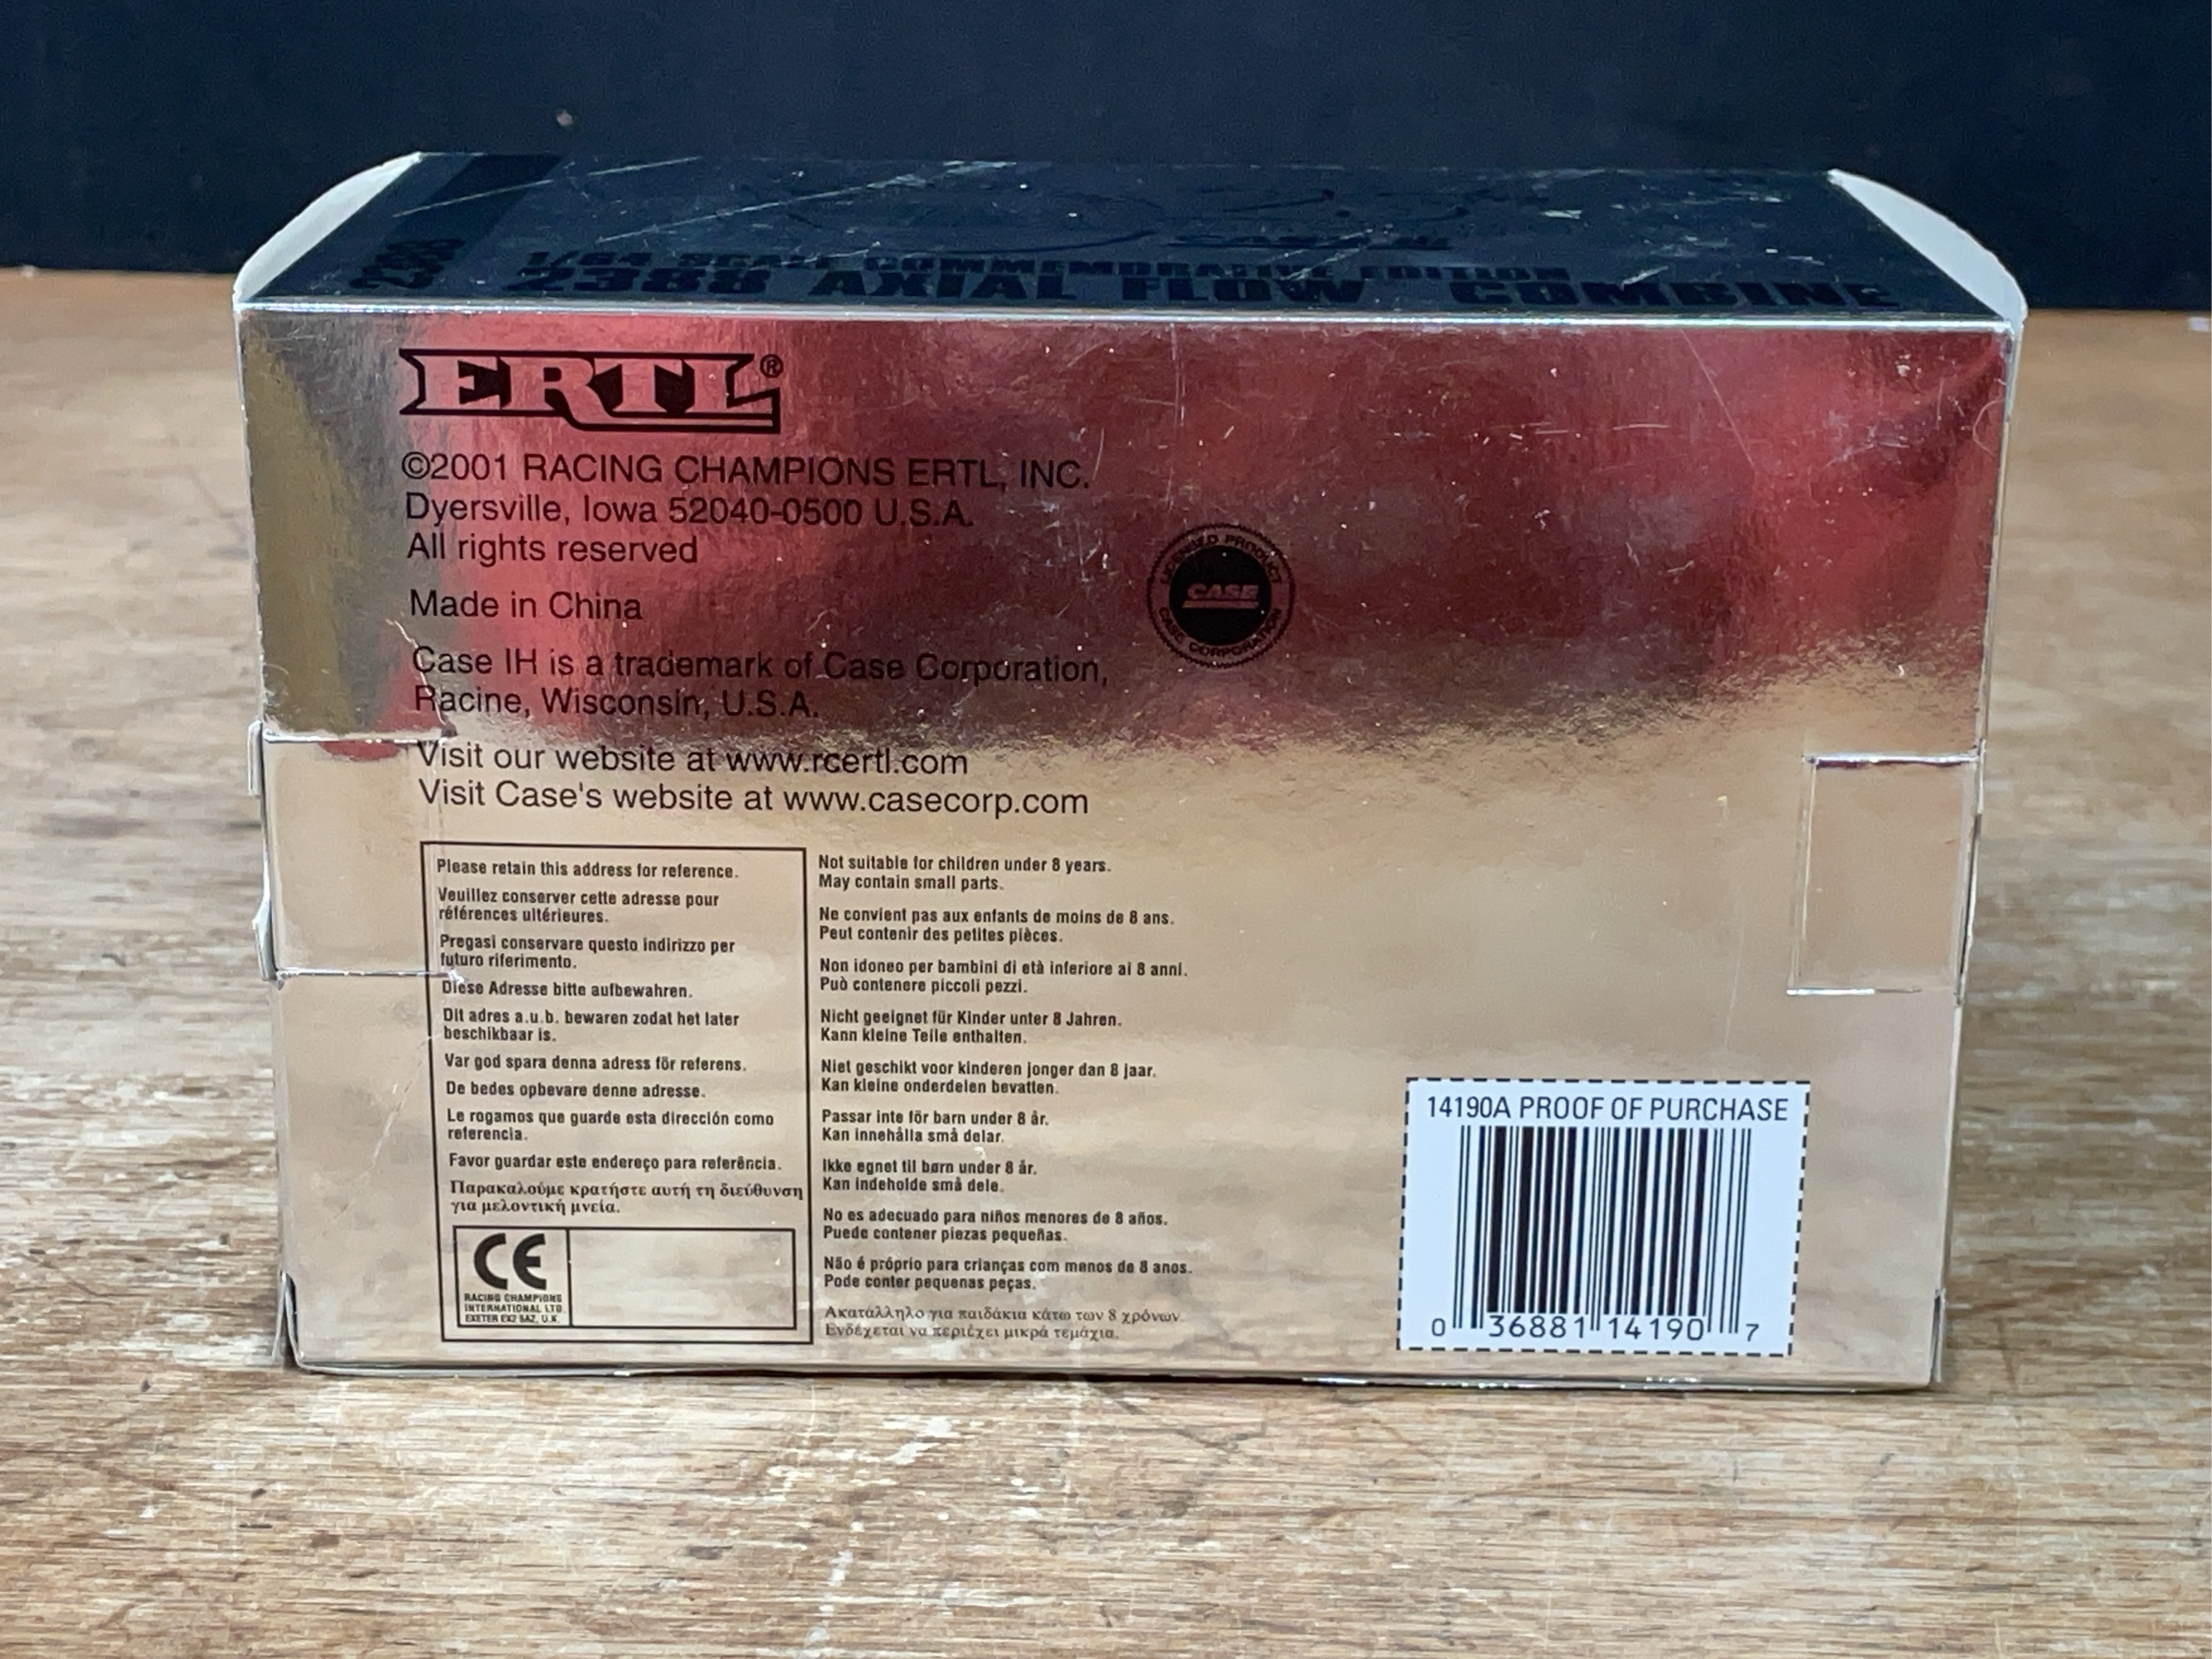 2388
1/64 SCALE COMMEMORATIVE EDITION
2388 AXIAL FLOW COMBINE
ERTL®
©2001 RACING CHAMPIONS ERTL, INC.
Dyersville, Iowa 52040-0500 U.S.A.
All rights reserved
Made in China
Case IH is a trademark of Case Corporation,
Racine, Wisconsin, U.S.A.
Visit our website at www.rcertl.com
Visit Case's website at www.casecorp.com
LICENSED PRODUCT
CASE
CASE CORPORATION
Please retain this address for reference.
Veuillez conserver cette adresse pour
références ultérieures.
Pregasi conservare questo indirizzo per
futuro riferimento.
Diese Adresse bitte aufbewahren.
Dit adres a.u.b. bewaren zodat het later
beschikbaar is.
Var god spara denna adress för referens.
De bedes opbevare denne adresse.
Le rogamos que guarde esta dirección como
referencia.
Favor guardar este endereço para referência.
Παρακαλούμε κρατήστε αυτή τη διεύθυνση
για μελοντική μνεία.
CE
RACING CHAMPIONS
INTERNATIONAL LTD.
EXETER EX2 8AZ, U.K.
Not suitable for children under 8 years.
May contain small parts.
Ne convient pas aux enfants de moins de 8 ans.
Peut contenir des petites pièces.
Non idoneo per bambini di età inferiore ai 8 anni.
Può contenere piccoli pezzi.
Nicht geeignet für Kinder unter 8 Jahren.
Kann kleine Teile enthalten.
Niet geschikt voor kinderen jonger dan 8 jaar.
Kan kleine onderdelen bevatten.
Passar inte för barn under 8 år.
Kan innehålla små delar.
Ikke egnet til børn under 8 år.
Kan indeholde små dele.
No es adecuado para niños menores de 8 años.
Puede contener piezas pequeñas.
Não é próprio para crianças com menos de 8 anos.
Pode conter pequenas peças.
Ακατάλληλο για παιδάκια κάτω των 8 χρόνων
Ενδέχεται να περιέχει μικρά τεμάχια.
14190A PROOF OF PURCHASE
0 36881 14190 7